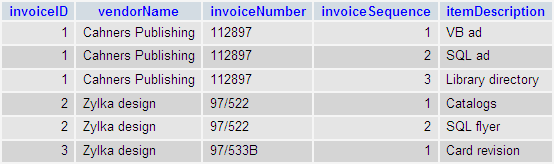 invoiceID vendorName invoiceNumber invoiceSequence itemDescription
1 Cahners Publishing 112897 1 VB ad
1 Cahners Publishing 112897 2 SQL ad
1 Cahners Publishing 112897 3 Library directory
2 Zylka design 97/522 1 Catalogs
2 Zylka design 97/522 2 SQL flyer
3 Zylka design 97/533B 1 Card revision